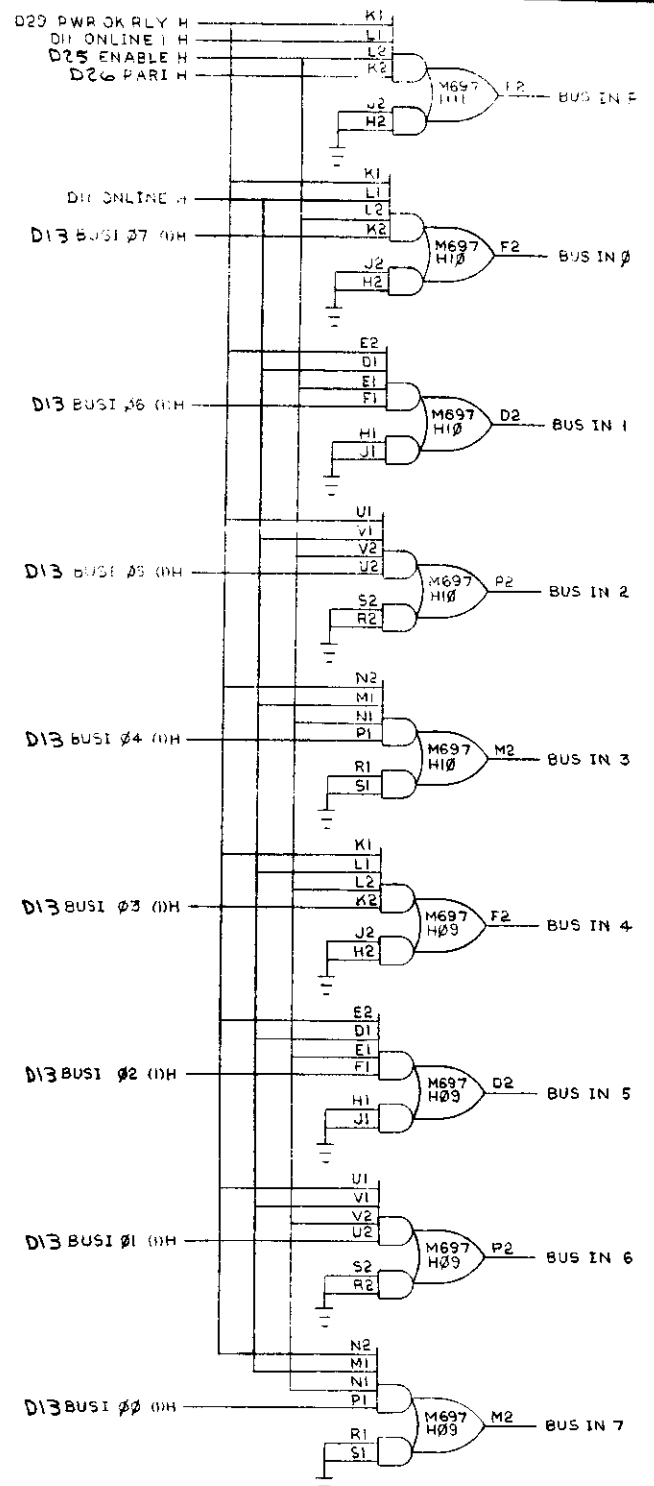 D29 PWR OK RLY H K1
D11 ONLINE 1 H L1
D25 ENABLE H L2
D26 PARI H K2
M697 F2 BUS IN P
J2
H2
K1
D11 ONLINE H L1
L2
D13 BUSI Ø7 (1)H K2
M697 HIØ F2 BUS IN Ø
J2
H2
E2
D1
E1
D13 BUSI Ø6 (1)H F1
M697 HIØ D2 BUS IN 1
H1
J1
U1
V1
V2
D13 BUSI Ø5 (1)H U2
M697 HIØ P2 BUS IN 2
S2
R2
N2
M1
N1
D13 BUSI Ø4 (1)H P1
M697 HIØ M2 BUS IN 3
R1
S1
K1
L1
L2
D13 BUSI Ø3 (1)H K2
M697 HØ9 F2 BUS IN 4
J2
H2
E2
D1
E1
D13 BUSI Ø2 (1)H F1
M697 HØ9 D2 BUS IN 5
H1
J1
U1
V1
V2
D13 BUSI Ø1 (1)H U2
M697 HØ9 P2 BUS IN 6
S2
R2
N2
M1
N1
D13 BUSI ØØ (1)H P1
M697 HØ9 M2 BUS IN 7
R1
S1